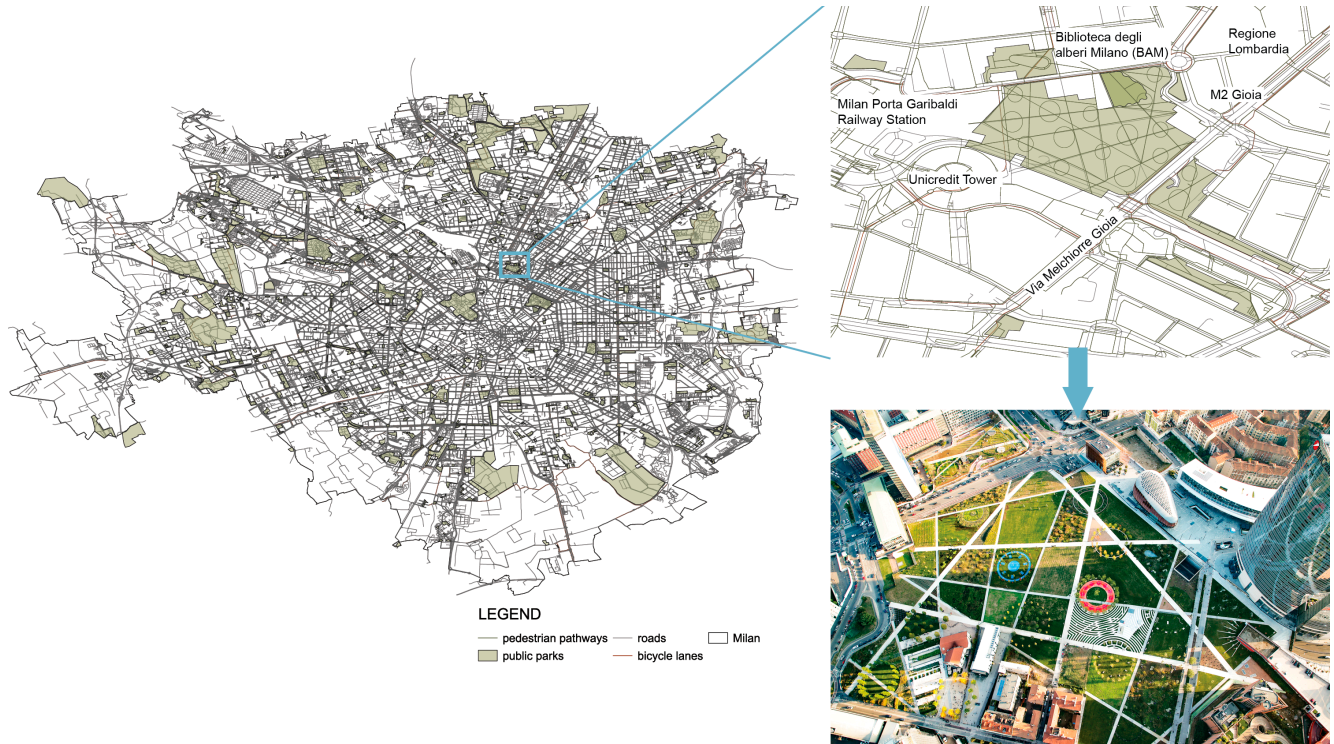 Biblioteca degli
alberi Milano (BAM)
Regione
Lombardia
M2 Gioia
Milan Porta Garibaldi
Railway Station
Unicredit Tower
Via Melchiorre Gioia
LEGEND
pedestrian pathways
roads
Milan
public parks
bicycle lanes